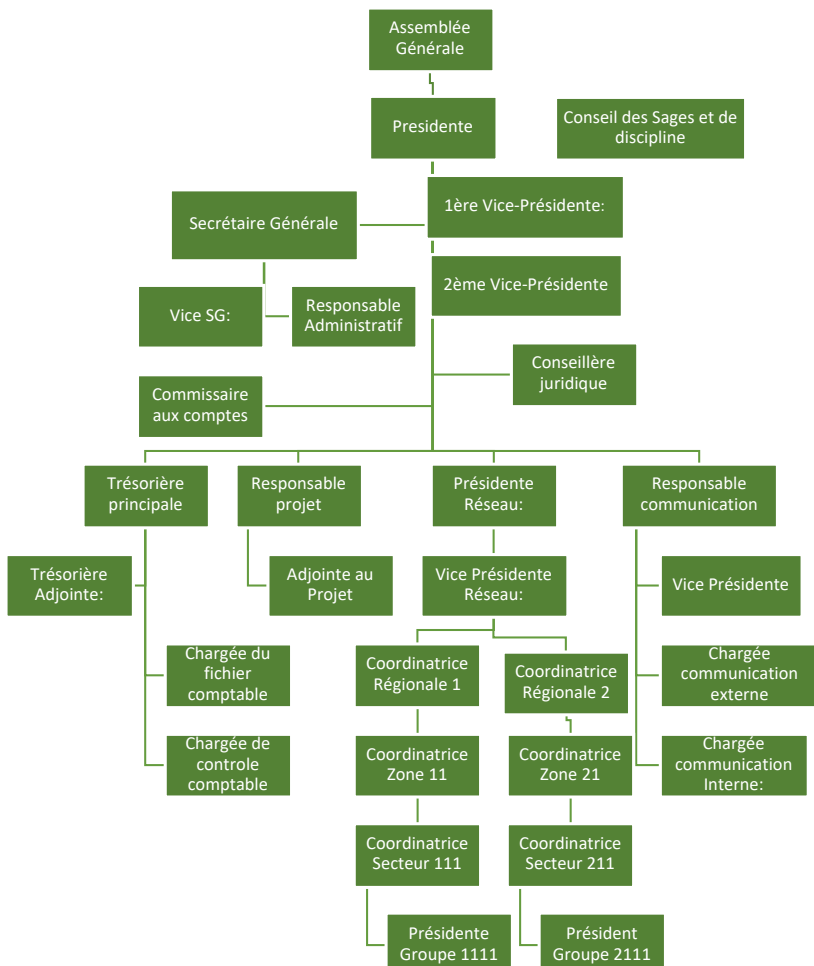 Assemblée
Générale
Presidente
Conseil des Sages et de
discipline
1ère Vice-Présidente:
Secrétaire Générale
2ème Vice-Présidente
Vice SG:
Responsable
Administratif
Conseillère
juridique
Commissaire
aux comptes
Trésorière
principale
Responsable
projet
Présidente
Réseau:
Responsable
communication
Trésorière
Adjointe:
Adjointe au
Projet
Vice Présidente
Réseau:
Vice Présidente
Chargée du
fichier
comptable
Coordinatrice
Régionale 1
Coordinatrice
Régionale 2
Chargée
communication
externe
Chargée de
controle
comptable
Coordinatrice
Zone 11
Coordinatrice
Zone 21
Chargée
communication
Interne:
Coordinatrice
Secteur 111
Coordinatrice
Secteur 211
Présidente
Groupe 1111
Président
Groupe 2111